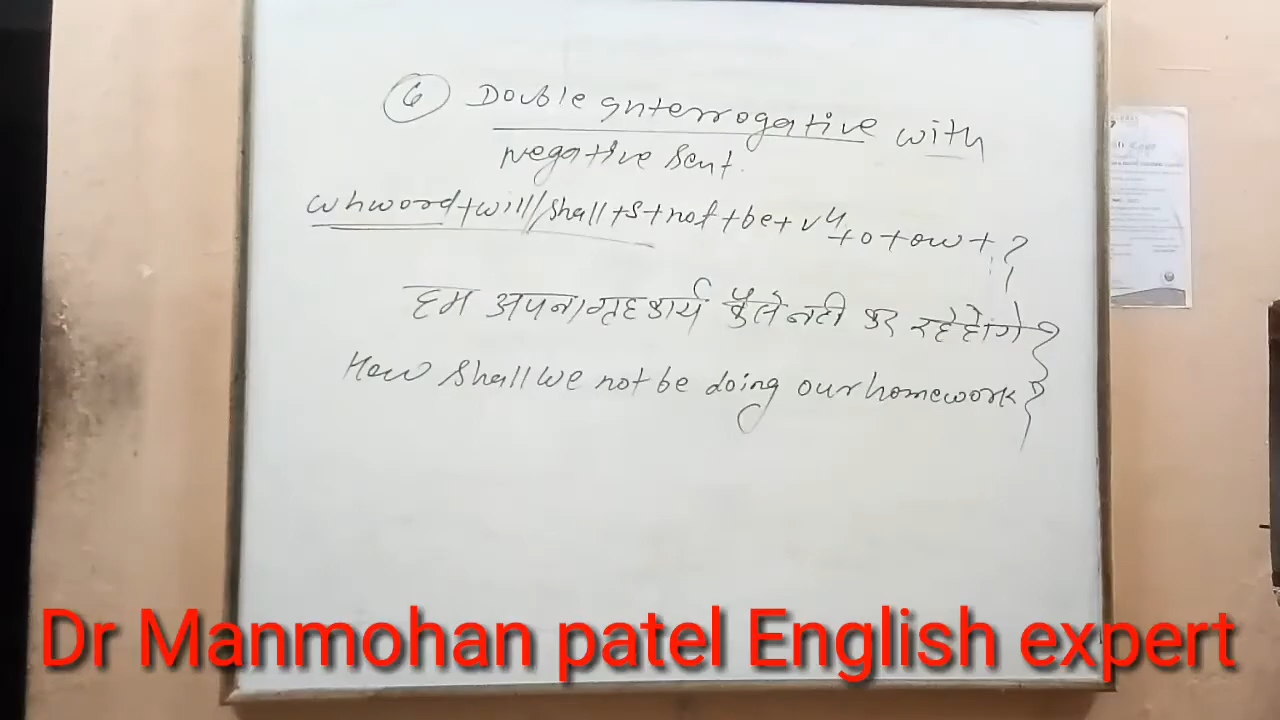 6 Double interrogative with
negative sent.
whword+will/shall+s+not+be+v4+o+ow+?
हम अपना गृहकार्य कैसे नही कर रहे होंगे?
How shall we not be doing our homework?
Dr Manmohan patel English expert